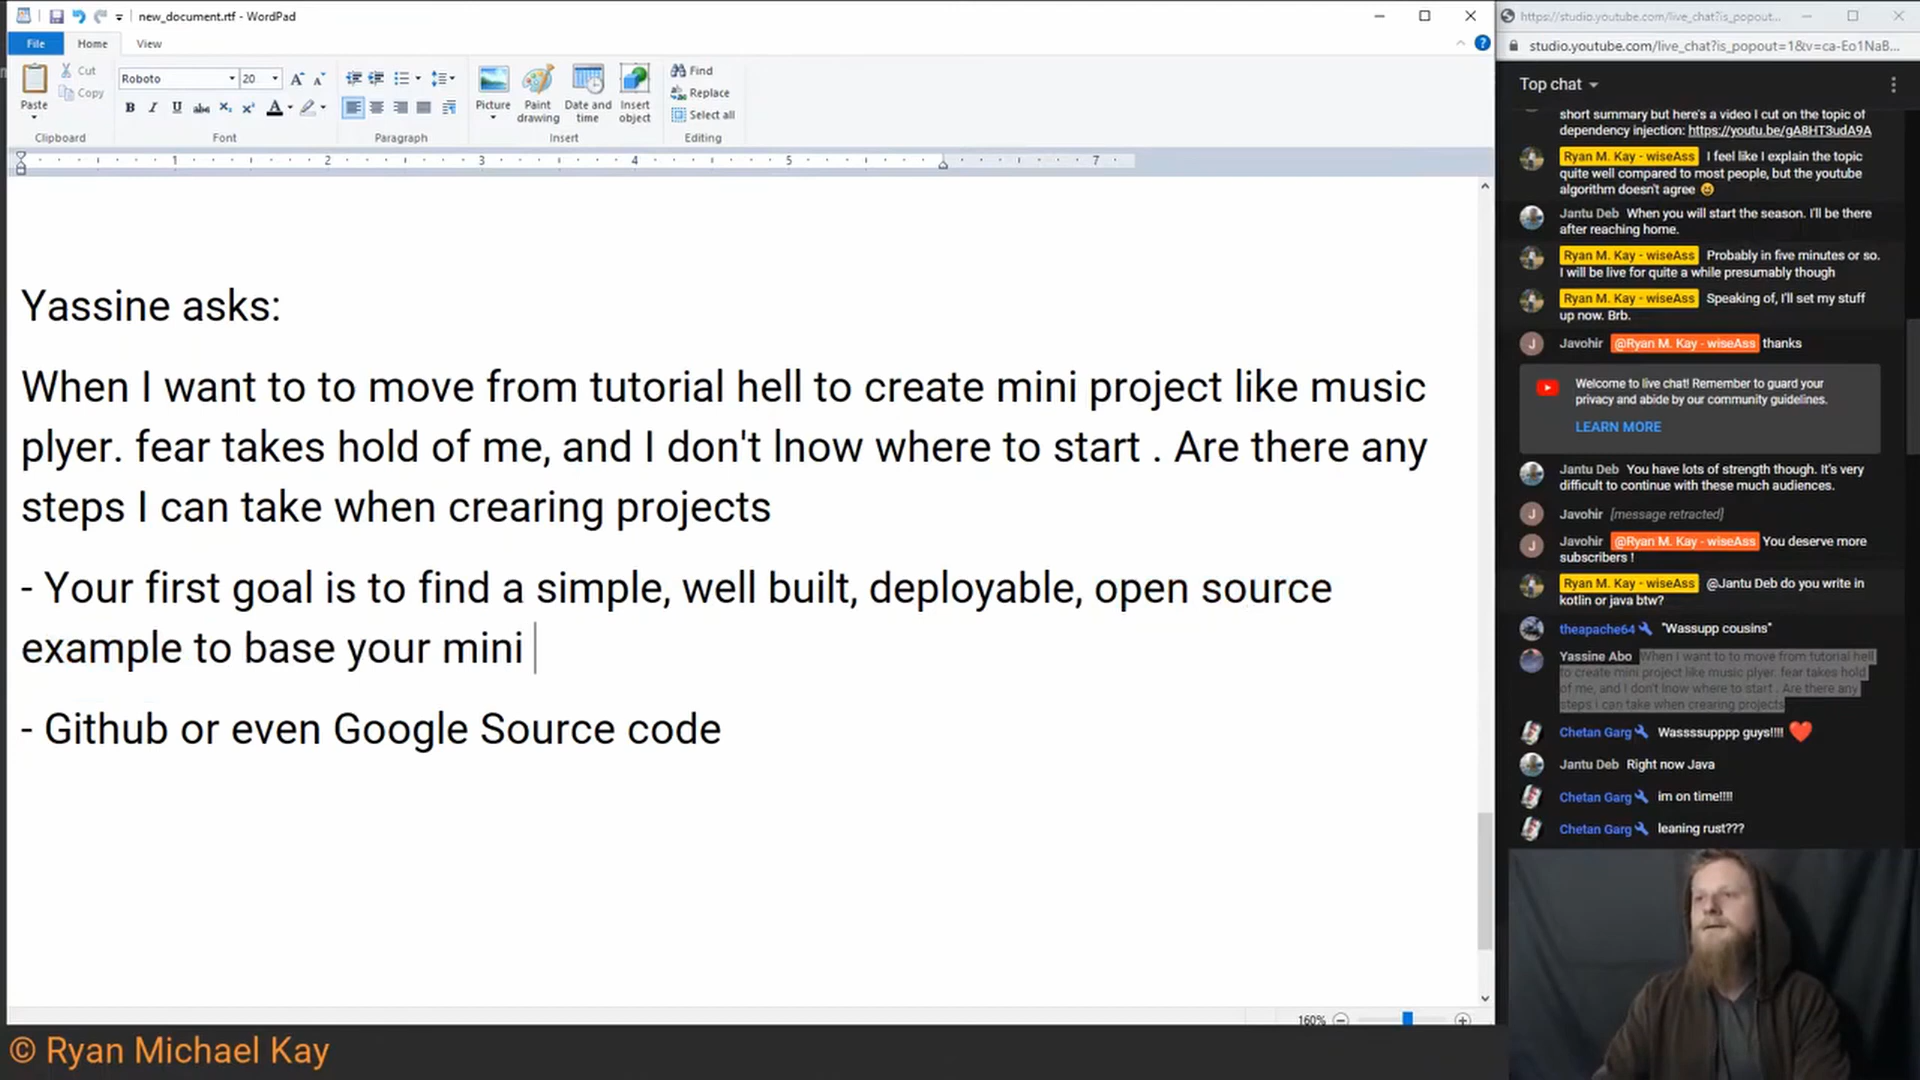 new_document.rtf - WordPad
File
Home
View
Paste
Cut
Copy
Clipboard
Roboto
20
Font
Paragraph
Picture
Paint drawing
Date and time
Insert object
Insert
Find
Replace
Select all
Editing
1 2 3 4 5 7
Yassine asks:
When I want to to move from tutorial hell to create mini project like music
plyer. fear takes hold of me, and I don't lnow where to start . Are there any
steps I can take when crearing projects
- Your first goal is to find a simple, well built, deployable, open source
example to base your mini
- Github or even Google Source code
160%
© Ryan Michael Kay
https://studio.youtube.com/live_chat?is_popout...
studio.youtube.com/live_chat?is_popout=1&v=ca-Eo1NaB...
Top chat
short summary but here's a video I cut on the topic of
dependency injection: https://youtu.be/gA8HT3udA9A
Ryan M. Kay - wiseAss I feel like I explain the topic
quite well compared to most people, but the youtube
algorithm doesn't agree
Jantu Deb When you will start the season. I'll be there
after reaching home.
Ryan M. Kay - wiseAss Probably in five minutes or so.
I will be live for quite a while presumably though
Ryan M. Kay - wiseAss Speaking of, I'll set my stuff
up now. Brb.
J Javohir @Ryan M. Kay - wiseAss thanks
Welcome to live chat! Remember to guard your
privacy and abide by our community guidelines.
LEARN MORE
Jantu Deb You have lots of strength though. It's very
difficult to continue with these much audiences.
J Javohir [message retracted]
J Javohir @Ryan M. Kay - wiseAss You deserve more
subscribers !
Ryan M. Kay - wiseAss @Jantu Deb do you write in
kotlin or java btw?
theapache64 "Wassupp cousins"
Yassine Abo When I want to to move from tutorial hell
to create mini project like music plyer. fear takes hold
of me, and I don't lnow where to start . Are there any
steps i can take when crearing projects
Chetan Garg Wassssupppp guys!!!!
Jantu Deb Right now Java
Chetan Garg im on time!!!!
Chetan Garg leaning rust???